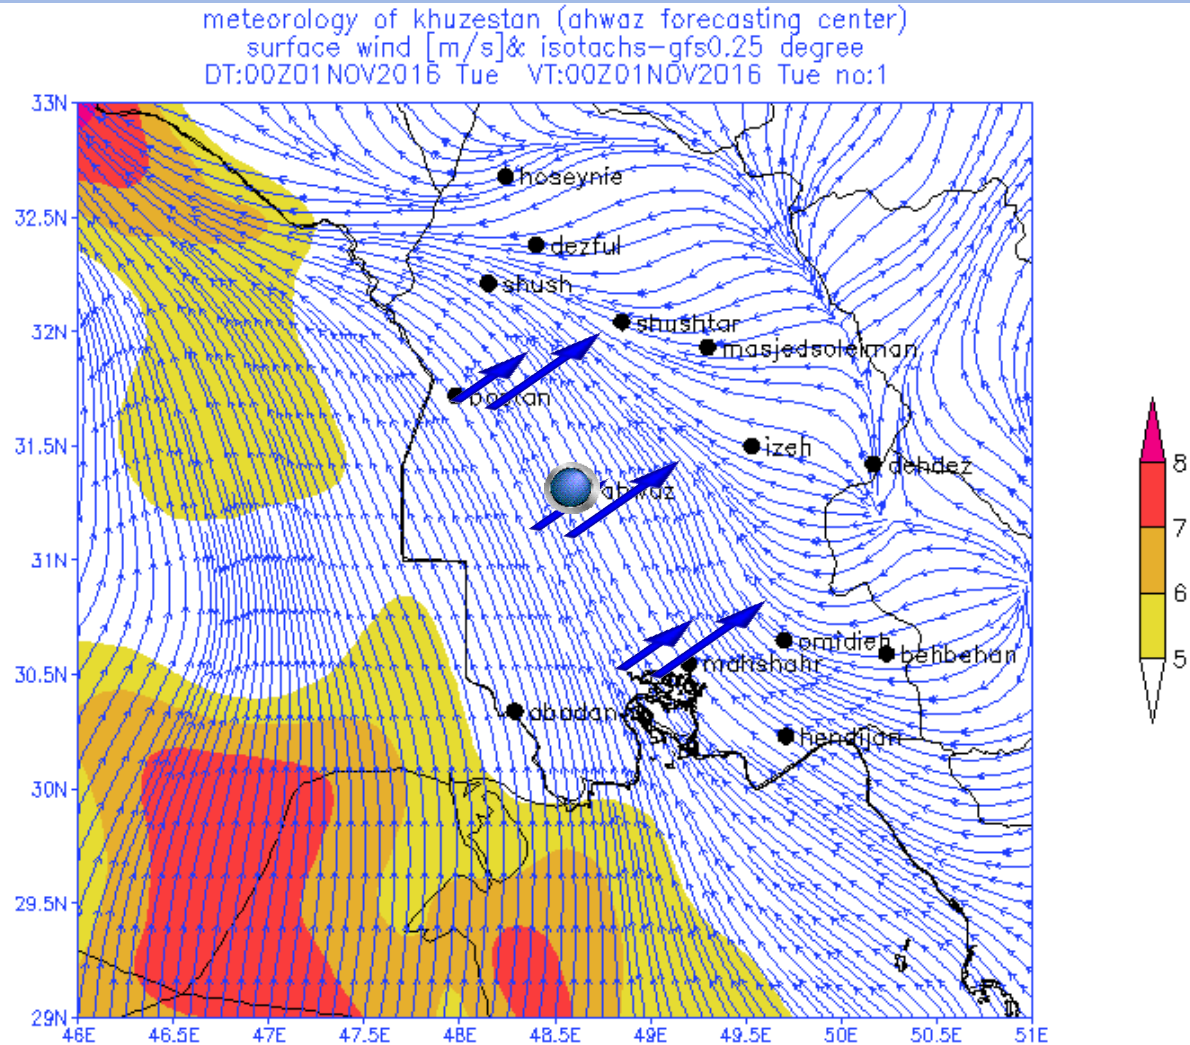 meteorology of khuzestan (ahwaz forecasting center)
surface wind [m/s]& isotachs-gfs0.25 degree
DT:00Z01NOV2016 Tue VT:00Z01NOV2016 Tue no:1
33N
hoseynie
32.5N
dezful
shush
32N
shushtar
masjedsoleiman
bostan
31.5N
izeh
dehdez
8
ahwaz
7
31N
6
omidieh
behbehan
5
mahshahr
30.5N
abadan
hendijan
30N
29.5N
29N
46E 46.5E 47E 47.5E 48E 48.5E 49E 49.5E 50E 50.5E 51E